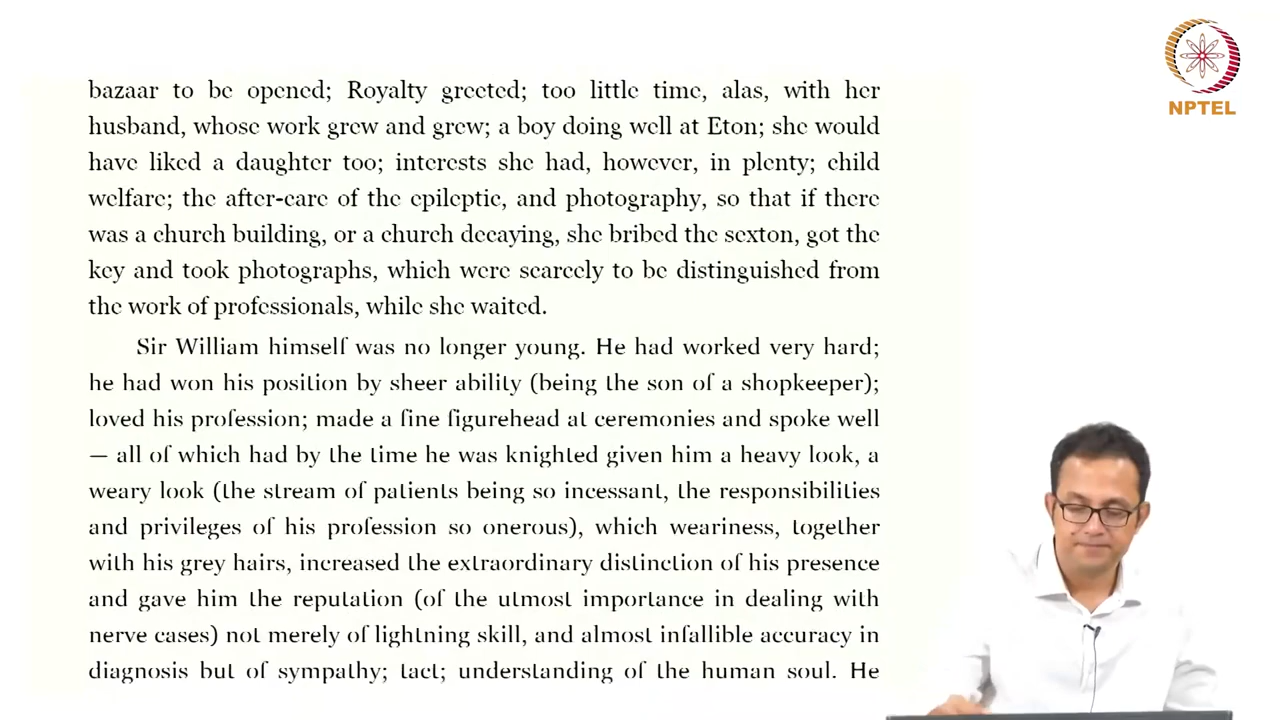 bazaar to be opened; Royalty greeted; too little time, alas, with her
husband, whose work grew and grew; a boy doing well at Eton; she would
have liked a daughter too; interests she had, however, in plenty; child
welfare; the after-care of the epileptic, and photography, so that if there
was a church building, or a church decaying, she bribed the sexton, got the
key and took photographs, which were scarcely to be distinguished from
the work of professionals, while she waited.
Sir William himself was no longer young. He had worked very hard;
he had won his position by sheer ability (being the son of a shopkeeper);
loved his profession; made a fine figurehead at ceremonies and spoke well
— all of which had by the time he was knighted given him a heavy look, a
weary look (the stream of patients being so incessant, the responsibilities
and privileges of his profession so onerous), which weariness, together
with his grey hairs, increased the extraordinary distinction of his presence
and gave him the reputation (of the utmost importance in dealing with
nerve cases) not merely of lightning skill, and almost infallible accuracy in
diagnosis but of sympathy; tact; understanding of the human soul. He
NPTEL